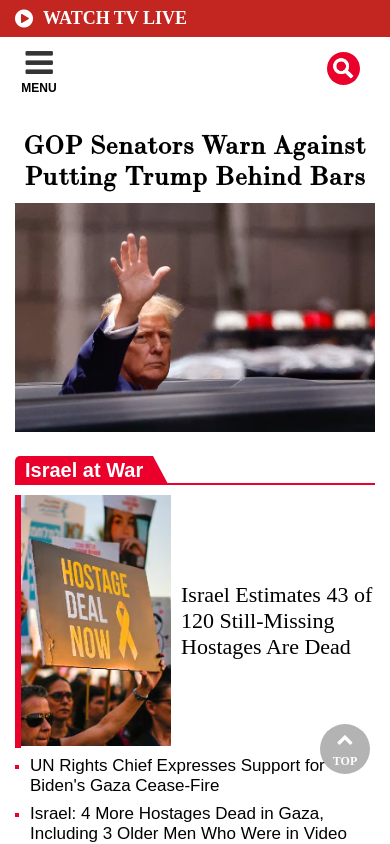 WATCH TV LIVE
MENU
GOP Senators Warn Against
Putting Trump Behind Bars
Israel at War
HOSTAGE
DEAL
NOW
Israel Estimates 43 of
120 Still-Missing
Hostages Are Dead
TOP
UN Rights Chief Expresses Support for
Biden's Gaza Cease-Fire
Israel: 4 More Hostages Dead in Gaza,
Including 3 Older Men Who Were in Video